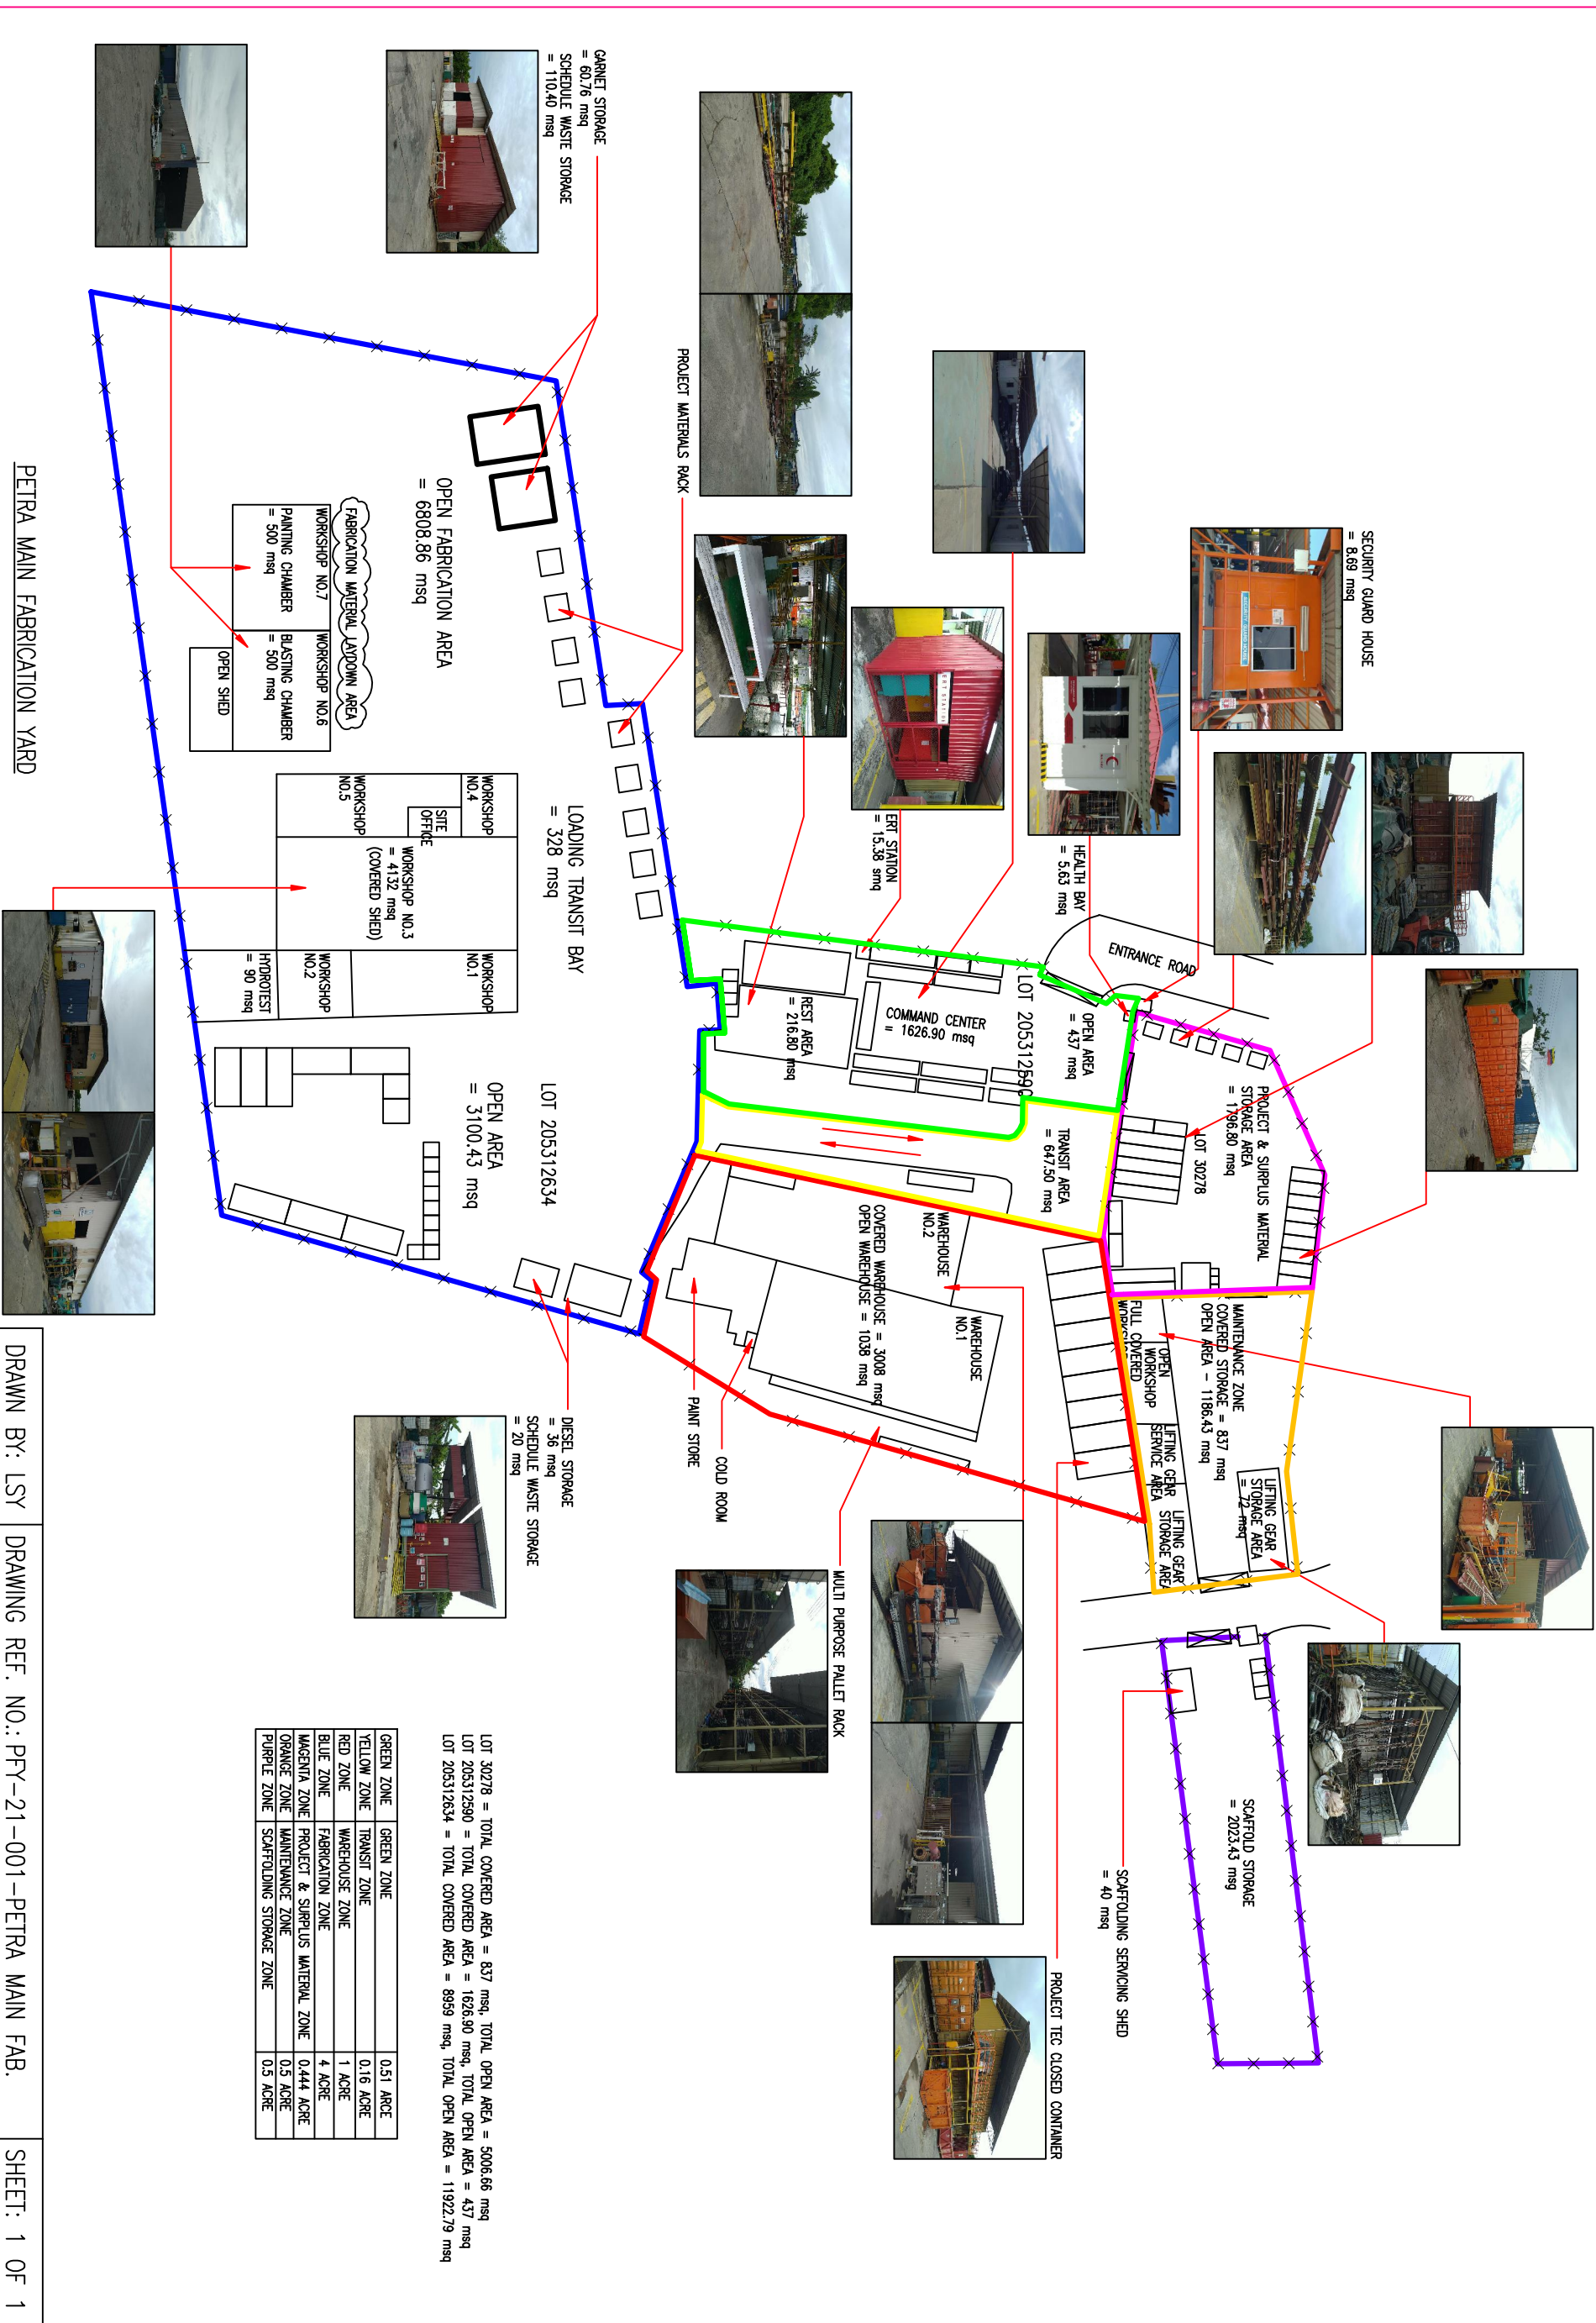 GARNET STORAGE
= 60.76 msq
SCHEDULE WASTE STORAGE
= 110.40 msq
PROJECT MATERIALS RACK
SECURITY GUARD HOUSE
= 8.69 msq
HEALTH BAY
= 5.63 msq
ERT STATION
= 15.38 smq
ERT STATION
ENTRANCE ROAD
OPEN FABRICATION AREA
= 6808.86 msq
FABRICATION MATERIAL LAYDOWN AREA
WORKSHOP NO.7
PAINTING CHAMBER
= 500 msq
WORKSHOP NO.6
BLASTING CHAMBER
= 500 msq
OPEN SHED
LOADING TRANSIT BAY
= 328 msq
WORKSHOP
NO.4
SITE
OFFICE
WORKSHOP
NO.5
WORKSHOP NO.3
= 4132 msq
(COVERED SHED)
WORKSHOP
NO.1
WORKSHOP
NO.2
HYDROTEST
= 90 msq
LOT 205312590
OPEN AREA
= 437 msq
COMMAND CENTER
= 1626.90 msq
REST AREA
= 216.80 msq
TRANSIT AREA
= 647.50 msq
PROJECT & SURPLUS MATERIAL
STORAGE AREA
= 1796.80 msq
LOT 30278
LOT 205312634
OPEN AREA
= 3100.43 msq
WAREHOUSE
NO.2
WAREHOUSE
NO.1
COVERED WAREHOUSE = 3008 msq
OPEN WAREHOUSE = 1038 msq
MAINTENANCE ZONE
COVERED STORAGE = 837 msq
OPEN AREA - 1186.43 msq
FULL COVERED
WORKSHOP
OPEN
WORKSHOP
LIFTING GEAR
SERVICE AREA
LIFTING GEAR
STORAGE AREA
LIFTING GEAR
STORAGE AREA
= 72 msq
PAINT STORE
COLD ROOM
MULTI PURPOSE PALLET RACK
DIESEL STORAGE
= 36 msq
SCHEDULE WASTE STORAGE
= 20 msq
SCAFFOLD STORAGE
= 2023.43 msg
SCAFFOLDING SERVICING SHED
= 40 msq
PROJECT TEC CLOSED CONTAINER
LOT 30278 = TOTAL COVERED AREA = 837 msq, TOTAL OPEN AREA = 5006.66 msq
LOT 205312590 = TOTAL COVERED AREA = 1626.90 msq, TOTAL OPEN AREA = 437 msq
LOT 205312634 = TOTAL COVERED AREA = 8959 msq, TOTAL OPEN AREA = 11922.79 msq
GREEN ZONE GREEN ZONE 0.51 ARCE
YELLOW ZONE TRANSIT ZONE 0.16 ACRE
RED ZONE WAREHOUSE ZONE 1 ACRE
BLUE ZONE FABRICATION ZONE 4 ACRE
MAGENTA ZONE PROJECT & SURPLUS MATERIAL ZONE 0.444 ACRE
ORANGE ZONE MAINTENANCE ZONE 0.5 ACRE
PURPLE ZONE SCAFFOLDING STORAGE ZONE 0.5 ACRE
PETRA MAIN FABRICATION YARD
DRAWN BY: LSY
DRAWING REF. NO.: PFY-21-001-PETRA MAIN FAB.
SHEET: 1 OF 1